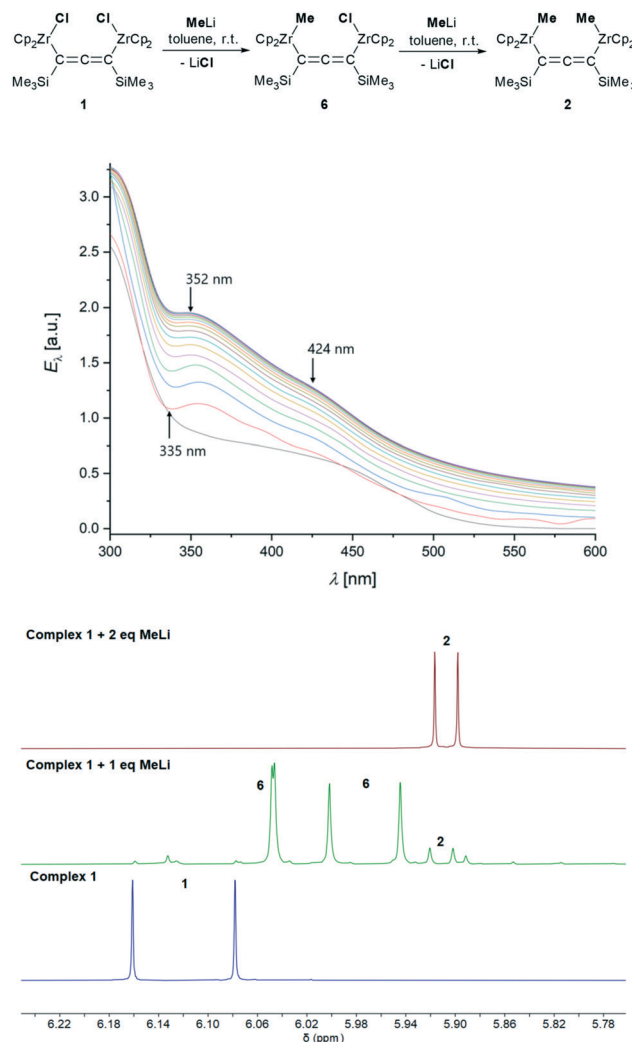 Cl Cl MeLi Me Cl MeLi Me Me
Cp2Zr ZrCp2 toluene, r.t. Cp2Zr ZrCp2 toluene, r.t. Cp2Zr ZrCp2
C=C=C - LiCl C=C=C - LiCl C=C=C
Me3Si SiMe3 Me3Si SiMe3 Me3Si SiMe3
1 6 2
3.0
2.5
2.0
1.5
1.0
0.5
0.0
Eλ [a.u.]
352 nm
424 nm
335 nm
300 350 400 450 500 550 600
λ [nm]
Complex 1 + 2 eq MeLi
2
Complex 1 + 1 eq MeLi
6 6
2
Complex 1
1
6.22 6.18 6.14 6.10 6.06 6.02 5.98 5.94 5.90 5.86 5.82 5.78
δ (ppm)